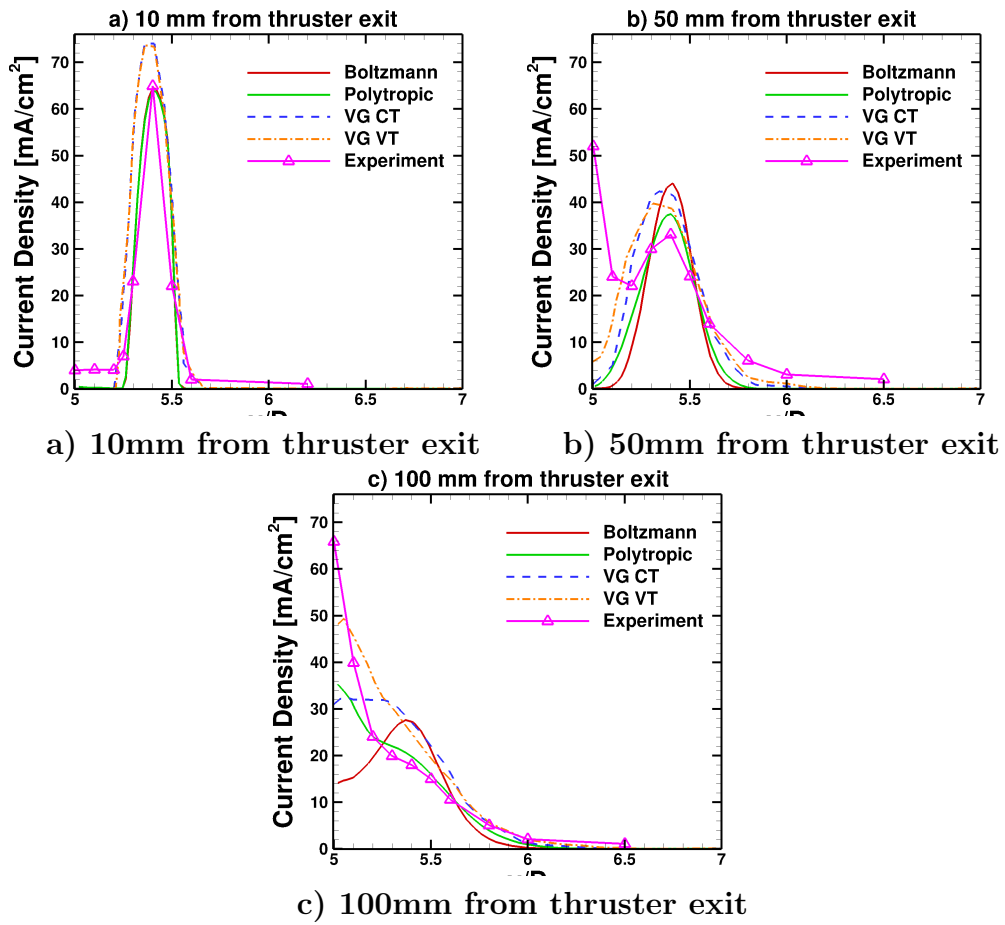 a) 10 mm from thruster exit
Current Density [mA/cm²]
70
60
50
40
30
20
10
0
5
5.5
6
6.5
7
Boltzmann
Polytropic
VG CT
VG VT
Experiment
a) 10mm from thruster exit
b) 50 mm from thruster exit
Current Density [mA/cm²]
70
60
50
40
30
20
10
0
5
5.5
6
6.5
7
Boltzmann
Polytropic
VG CT
VG VT
Experiment
b) 50mm from thruster exit
c) 100 mm from thruster exit
Current Density [mA/cm²]
70
60
50
40
30
20
10
0
5
5.5
6
6.5
7
Boltzmann
Polytropic
VG CT
VG VT
Experiment
c) 100mm from thruster exit